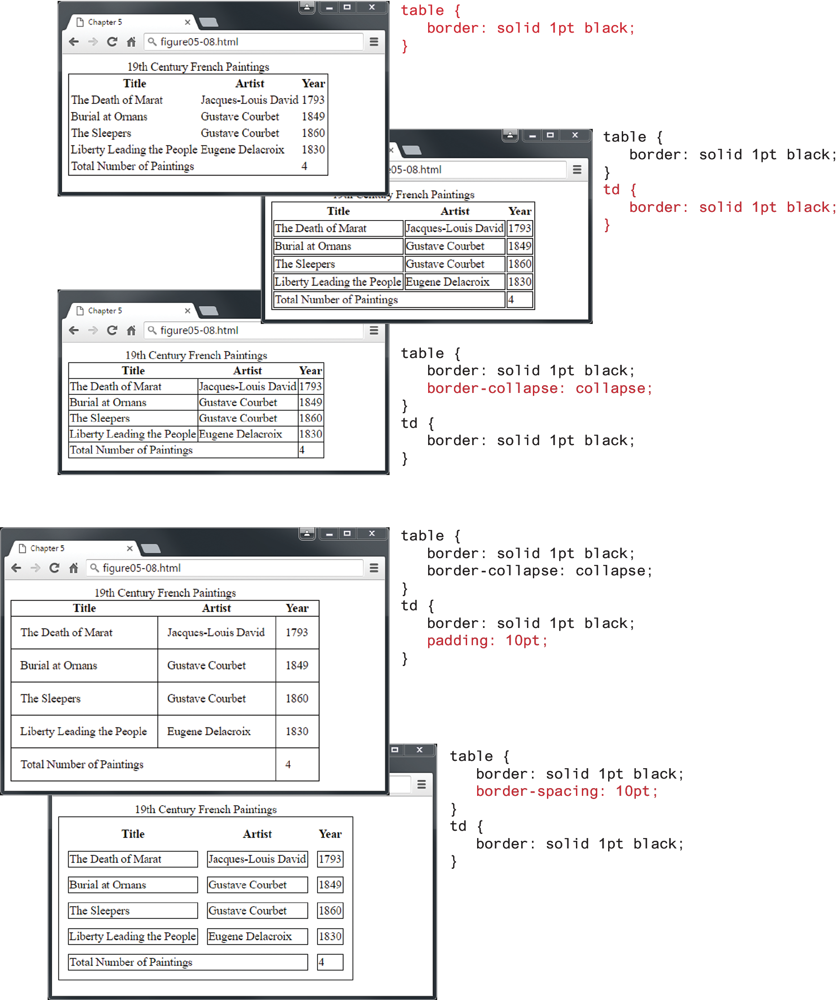 Chapter 5
figure05-08.html
19th Century French Paintings
Title Artist Year
The Death of Marat Jacques-Louis David 1793
Burial at Ornans Gustave Courbet 1849
The Sleepers Gustave Courbet 1860
Liberty Leading the People Eugene Delacroix 1830
Total Number of Paintings 4
table {
border: solid 1pt black;
}
e05-08.html
19th Century French Paintings
Title Artist Year
The Death of Marat Jacques-Louis David 1793
Burial at Ornans Gustave Courbet 1849
The Sleepers Gustave Courbet 1860
Liberty Leading the People Eugene Delacroix 1830
Total Number of Paintings 4
table {
border: solid 1pt black;
}
td {
border: solid 1pt black;
}
Chapter 5
figure05-08.html
19th Century French Paintings
Title Artist Year
The Death of Marat Jacques-Louis David 1793
Burial at Ornans Gustave Courbet 1849
The Sleepers Gustave Courbet 1860
Liberty Leading the People Eugene Delacroix 1830
Total Number of Paintings 4
table {
border: solid 1pt black;
border-collapse: collapse;
}
td {
border: solid 1pt black;
}
Chapter 5
figure05-08.html
19th Century French Paintings
Title Artist Year
The Death of Marat Jacques-Louis David 1793
Burial at Ornans Gustave Courbet 1849
The Sleepers Gustave Courbet 1860
Liberty Leading the People Eugene Delacroix 1830
Total Number of Paintings 4
table {
border: solid 1pt black;
border-collapse: collapse;
}
td {
border: solid 1pt black;
padding: 10pt;
}
19th Century French Paintings
Title Artist Year
The Death of Marat Jacques-Louis David 1793
Burial at Ornans Gustave Courbet 1849
The Sleepers Gustave Courbet 1860
Liberty Leading the People Eugene Delacroix 1830
Total Number of Paintings 4
table {
border: solid 1pt black;
border-spacing: 10pt;
}
td {
border: solid 1pt black;
}